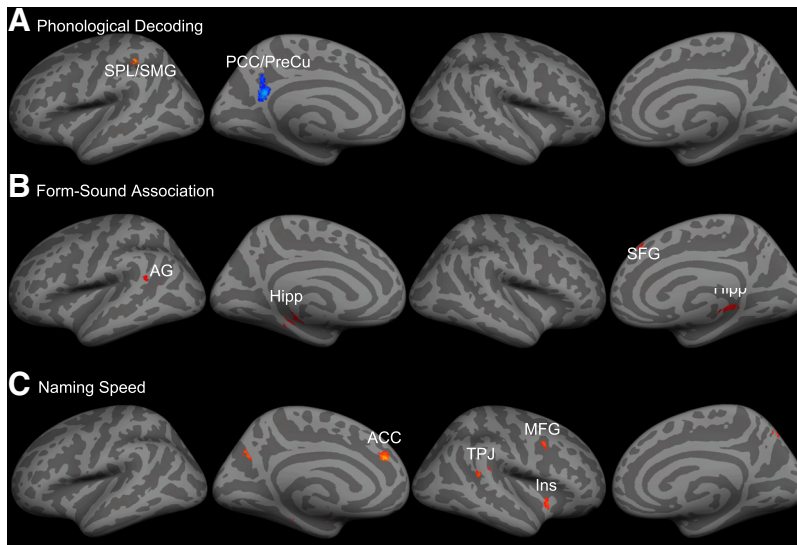 A Phonological Decoding
SPL/SMG
PCC/PreCu
B Form-Sound Association
AG
Hipp
SFG
Hipp
C Naming Speed
ACC
TPJ
MFG
Ins